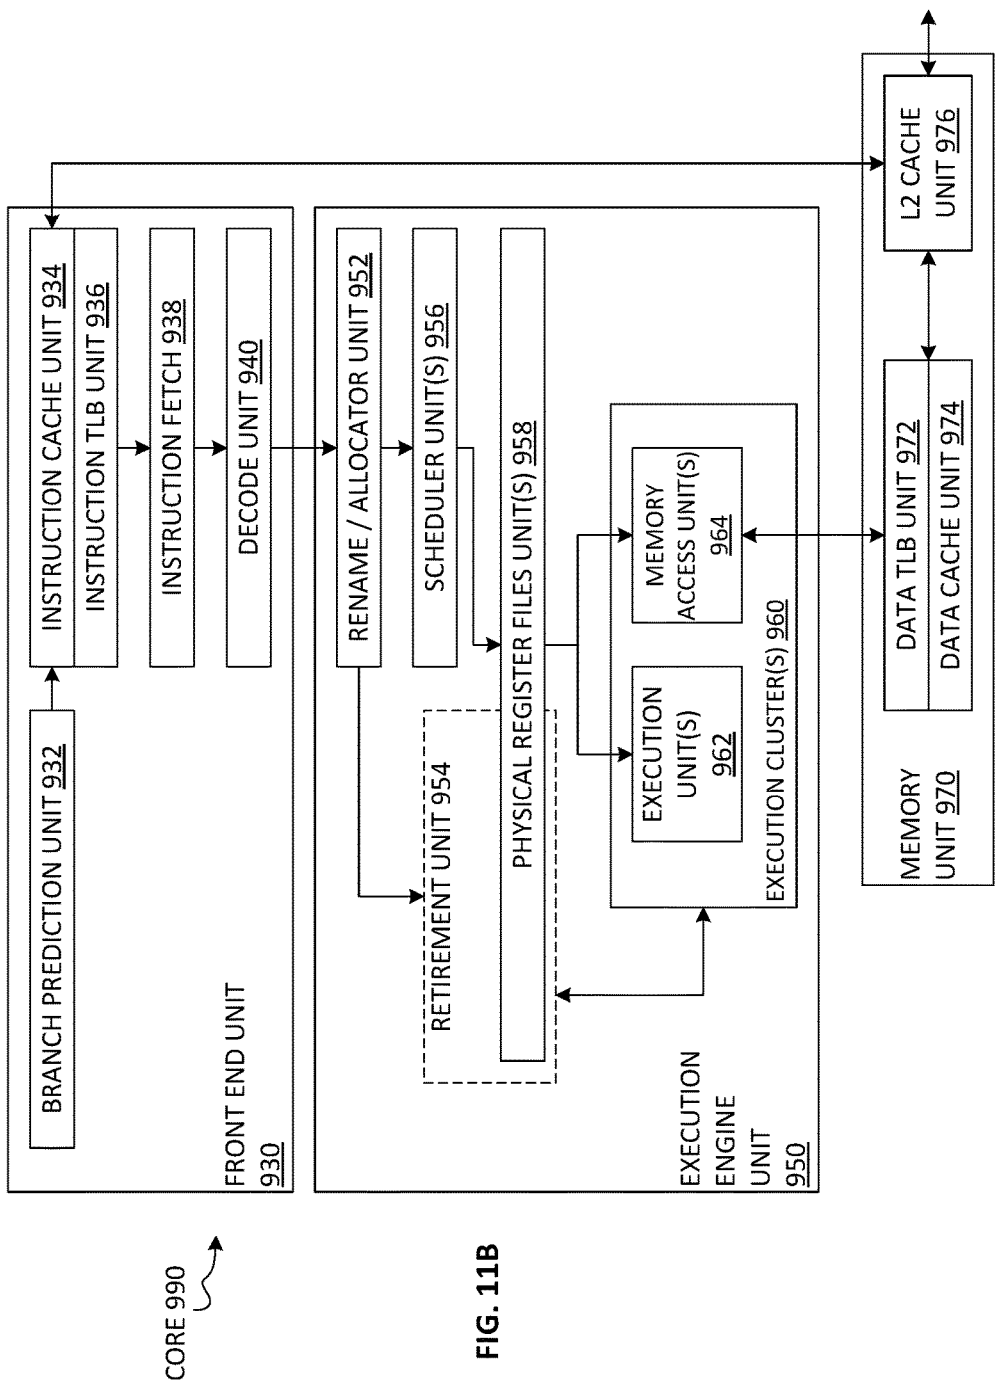 CORE 990
FRONT END UNIT
930
BRANCH PREDICTION UNIT 932
INSTRUCTION CACHE UNIT 934
INSTRUCTION TLB UNIT 936
INSTRUCTION FETCH 938
DECODE UNIT 940
EXECUTION
ENGINE
UNIT
950
RENAME / ALLOCATOR UNIT 952
SCHEDULER UNIT(S) 956
RETIREMENT UNIT 954
PHYSICAL REGISTER FILES UNIT(S) 958
EXECUTION
UNIT(S)
962
MEMORY
ACCESS UNIT(S)
964
EXECUTION CLUSTER(S) 960
MEMORY
UNIT 970
DATA TLB UNIT 972
DATA CACHE UNIT 974
L2 CACHE
UNIT 976
FIG. 11B